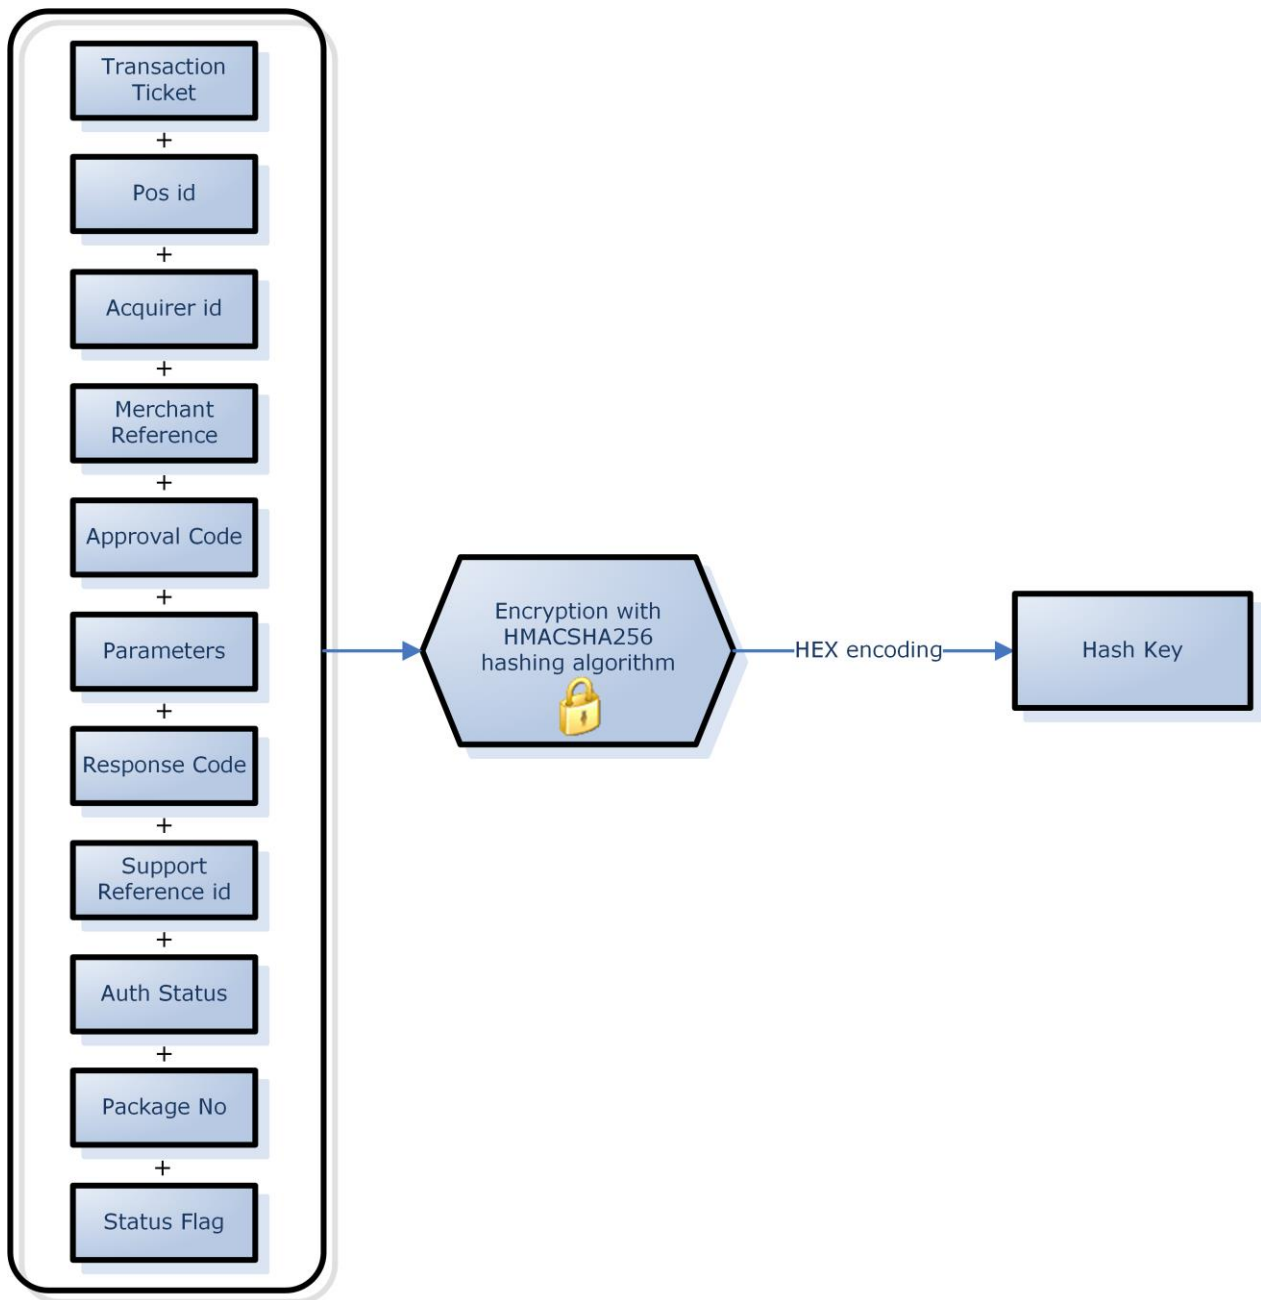 Transaction
Ticket
+
Pos id
+
Acquirer id
+
Merchant
Reference
+
Approval Code
+
Parameters
+
Response Code
+
Support
Reference id
+
Auth Status
+
Package No
+
Status Flag
Encryption with
HMACSHA256
hashing algorithm
HEX encoding
Hash Key